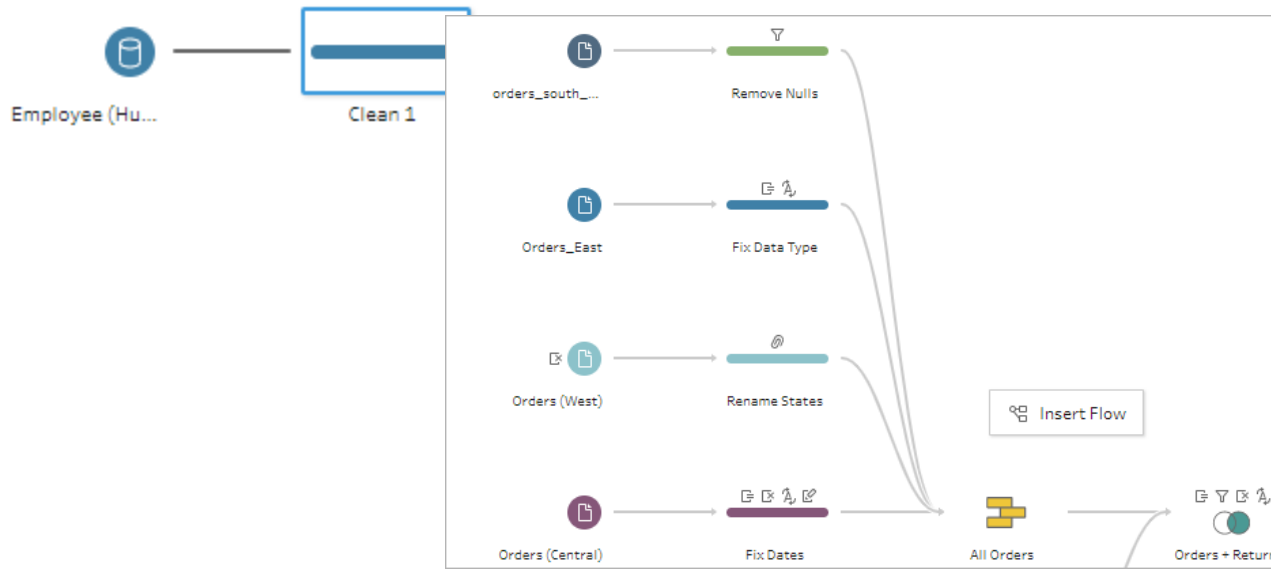 Employee (Hu...
Clean 1
orders_south_...
Remove Nulls
Orders_East
Fix Data Type
Orders (West)
Rename States
Insert Flow
Orders (Central)
Fix Dates
All Orders
Orders + Retur